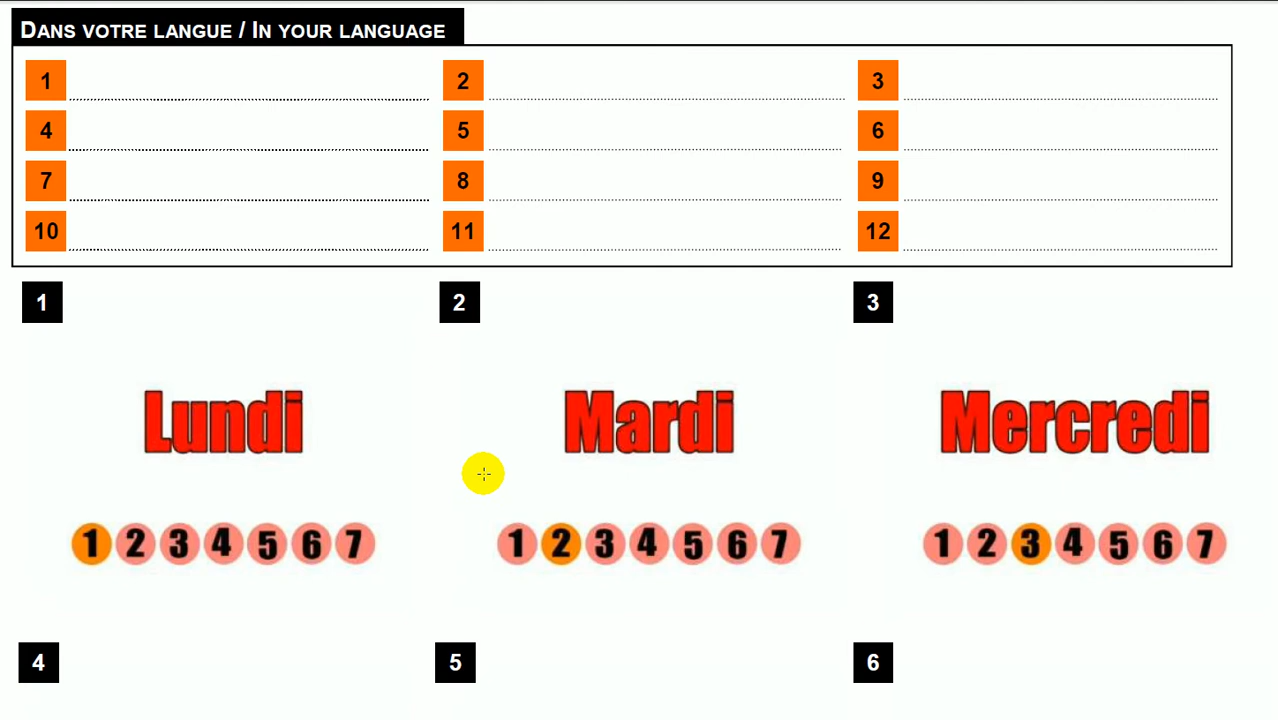 DANS VOTRE LANGUE / IN YOUR LANGUAGE
1 2 3
4 5 6
7 8 9
10 11 12
1 2 3
Lundi Mardi Mercredi
1 2 3 4 5 6 7 1 2 3 4 5 6 7 1 2 3 4 5 6 7
4 5 6